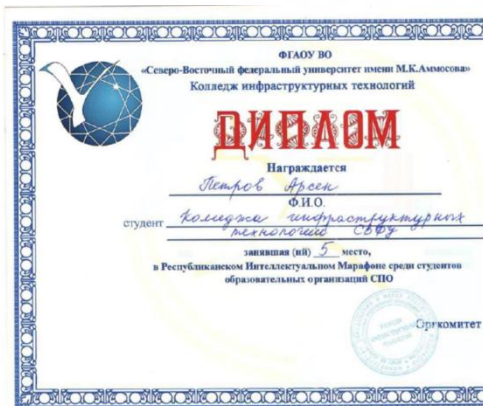 ФГАОУ ВО
«Северо-Восточный федеральный университет имени М.К.Аммосова»
Колледж инфраструктурных технологий
ДИПЛОМ
Награждается
Петров Арсен
Ф.И.О.
студент колледжа инфраструктурных
технологий СВФУ
занявшая (ий) 5 место,
в Республиканском Интеллектуальном Марафоне среди студентов
образовательных организаций СПО
Оргкомитет